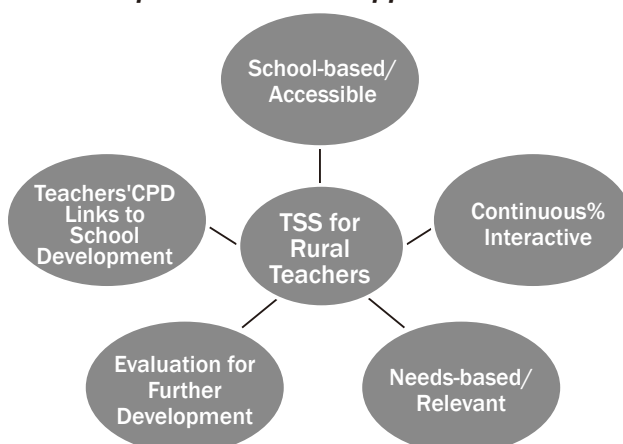 School-based/
Accessible
Teachers'CPD
Links to
School
Development
TSS for
Rural
Teachers
Continuous%
Interactive
Evaluation for
Further
Development
Needs-based/
Relevant